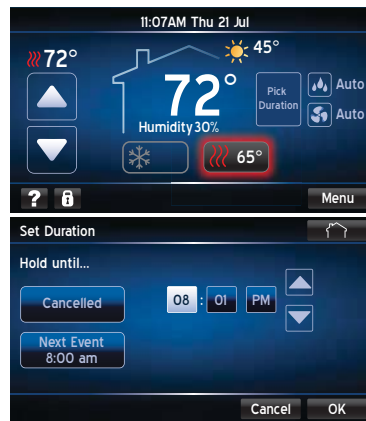 11:07AM Thu 21 Jul
72°
45°
72°
Pick
Duration
Auto
Auto
Humidity 30%
65°
?
Menu
Set Duration
Hold until...
Cancelled
08 : 01 PM
Next Event
8:00 am
Cancel OK